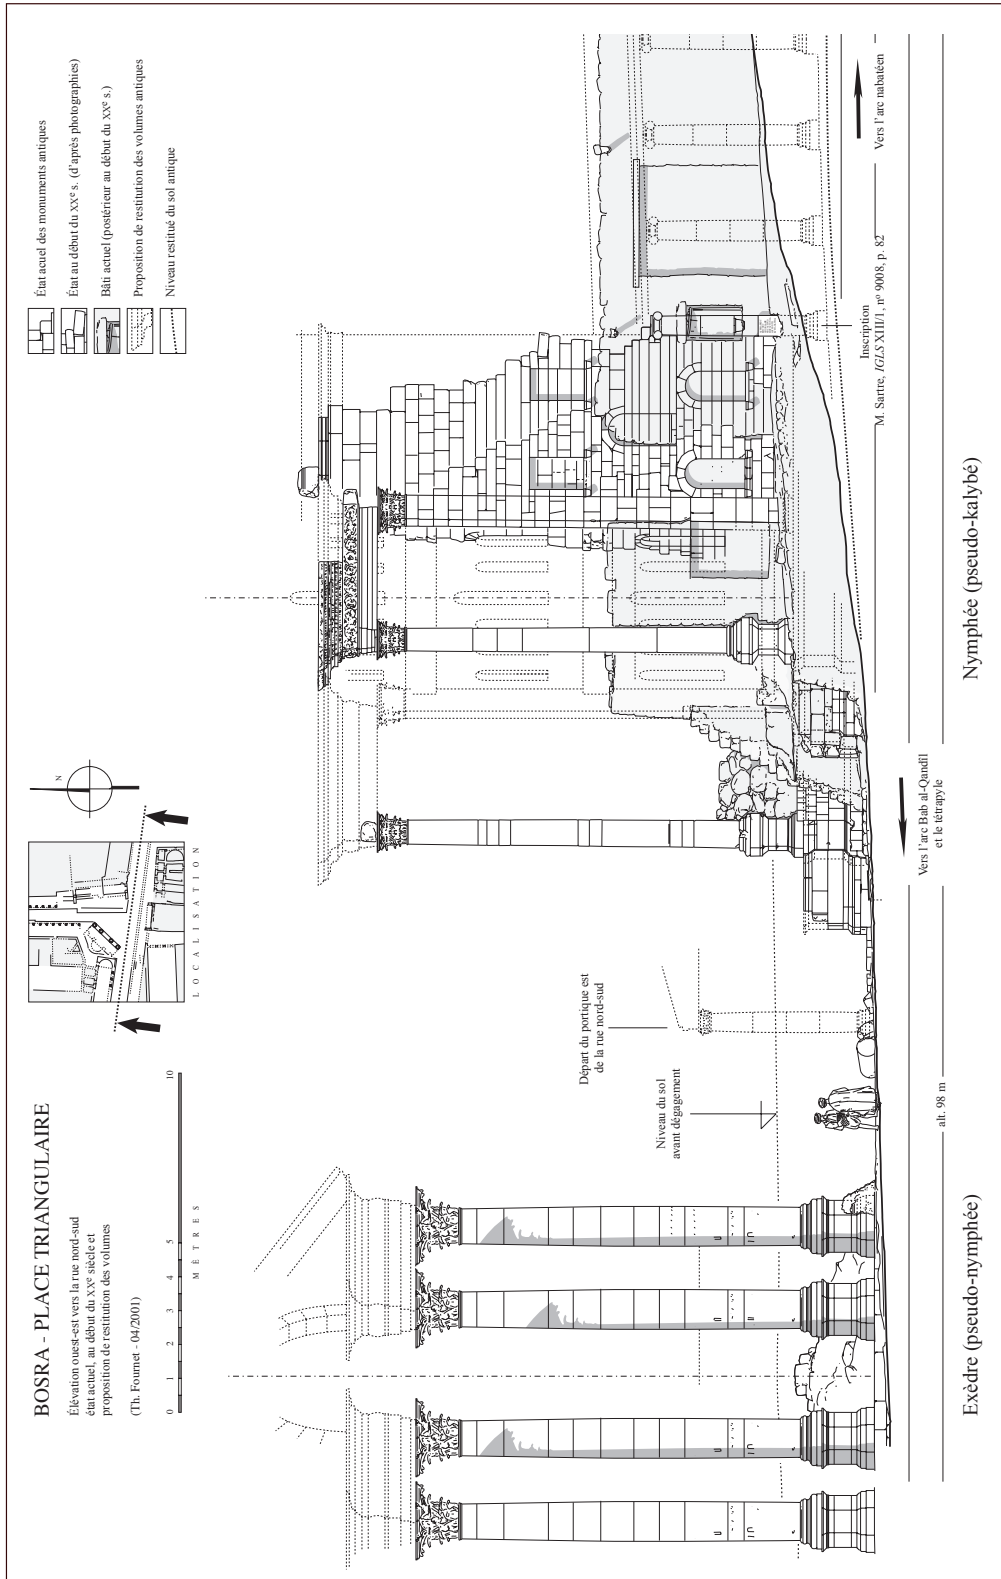 BOSRA - PLACE TRIANGULAIRE
Élévation ouest-est vers la rue nord-sud
état actuel, au début du XXe siècle et
proposition de restitution des volumes
(Th. Fournet - 04/2001)
0 1 2 3 4 5 10
MÈTRES
N
LOCALISATION
État acuel des monuments antiques
État au début du XXe s. (d'après photographies)
Bâti actuel (postérieur au début du XXe s.)
Proposition de restitution des volumes antiques
Niveau restitué du sol antique
Départ du portique est
de la rue nord-sud
Niveau du sol
avant dégagement
Inscription
M. Sartre, IGLS XIII/1, nº 9008, p. 82
Vers l'arc nabatéen
Vers l'arc Bab al-Qandîl
et le tétrapyle
alt. 98 m
Exèdre (pseudo-nymphée)
Nymphée (pseudo-kalybé)